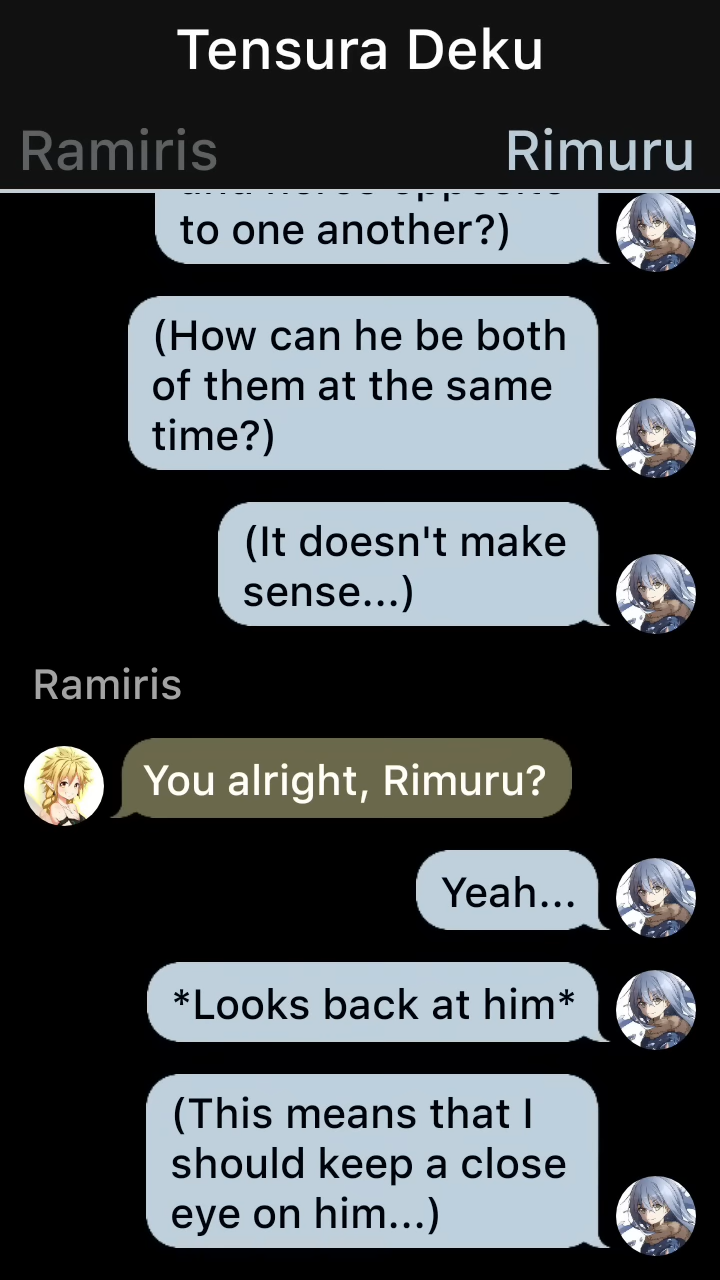 Tensura Deku
Ramiris
Rimuru
to one another?)
(How can he be both
of them at the same
time?)
(It doesn't make
sense...)
Ramiris
You alright, Rimuru?
Yeah...
*Looks back at him*
(This means that I
should keep a close
eye on him...)